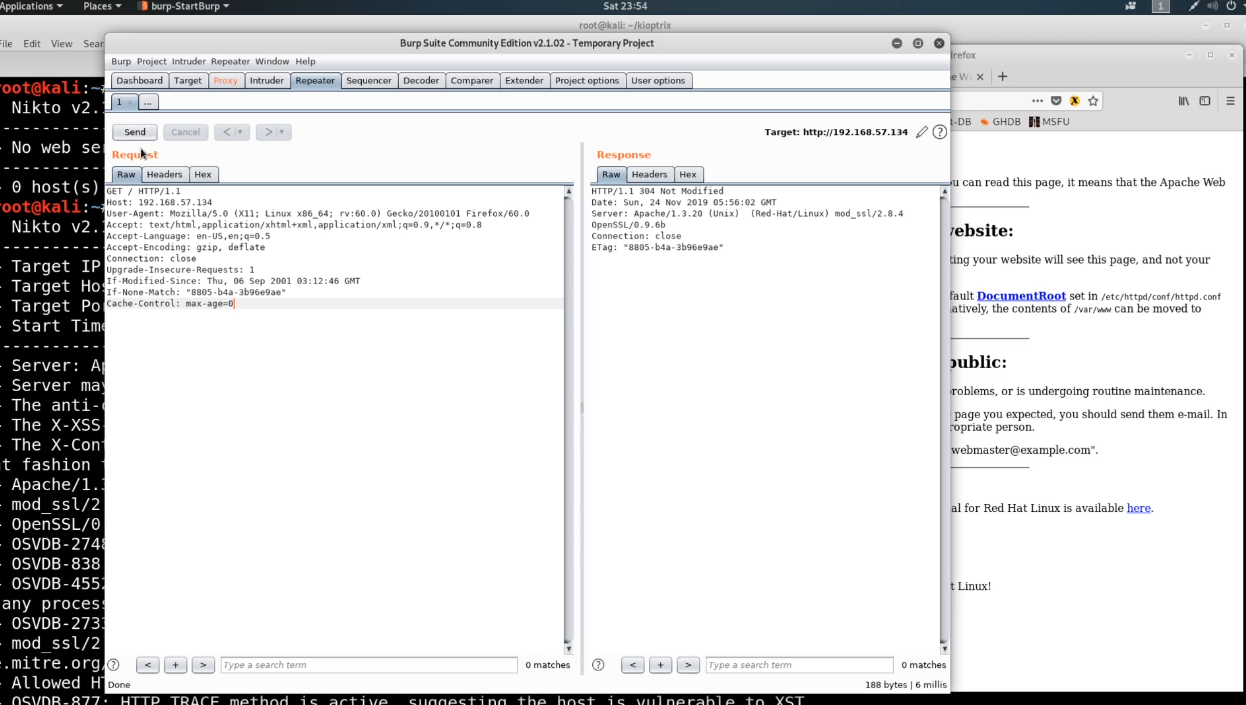 Applications
Places
burp-StartBurp
Sat 23:54
1
root@kali: ~/kioptrix
File Edit View Sear
Burp Suite Community Edition v2.1.02 - Temporary Project
Burp Project Intruder Repeater Window Help
Dashboard Target Proxy Intruder Repeater Sequencer Decoder Comparer Extender Project options User options
1 × ...
Send Cancel < >
Target: http://192.168.57.134
?
Request
Raw Headers Hex
GET / HTTP/1.1
Host: 192.168.57.134
User-Agent: Mozilla/5.0 (X11; Linux x86_64; rv:60.0) Gecko/20100101 Firefox/60.0
Accept: text/html,application/xhtml+xml,application/xml;q=0.9,*/*;q=0.8
Accept-Language: en-US,en;q=0.5
Accept-Encoding: gzip, deflate
Connection: close
Upgrade-Insecure-Requests: 1
If-Modified-Since: Thu, 06 Sep 2001 03:12:46 GMT
If-None-Match: "8805-b4a-3b96e9ae"
Cache-Control: max-age=0
Response
Raw Headers Hex
HTTP/1.1 304 Not Modified
Date: Sun, 24 Nov 2019 05:56:02 GMT
Server: Apache/1.3.20 (Unix)  (Red-Hat/Linux) mod_ssl/2.8.4
OpenSSL/0.9.6b
Connection: close
ETag: "8805-b4a-3b96e9ae"
? < + > Type a search term 0 matches
? < + > Type a search term 0 matches
Done
188 bytes | 6 millis
root@kali:~#
Nikto v2.1
No web ser
0 host(s)
root@kali:~#
Nikto v2.1
Target IP
Target Hos
Target Por
Start Time
Server: Ap
Server may
The anti-c
The X-XSS-
The X-Cont
t fashion t
Apache/1.3
mod_ssl/2
OpenSSL/0
OSVDB-2748
OSVDB-838
OSVDB-4552
any process
OSVDB-2733
mod_ssl/2
.mitre.org/
Allowed HT
OSVDB-877: HTTP TRACE method is active, suggesting the host is vulnerable to XST
irefox
e W
-DB GHDB MSFU
u can read this page, it means that the Apache Web
ebsite:
ting your website will see this page, and not your
fault DocumentRoot set in /etc/httpd/conf/httpd.conf
atively, the contents of /var/www can be moved to
public:
roblems, or is undergoing routine maintenance.
page you expected, you should send them e-mail. In
ropriate person.
webmaster@example.com".
al for Red Hat Linux is available here.
t Linux!